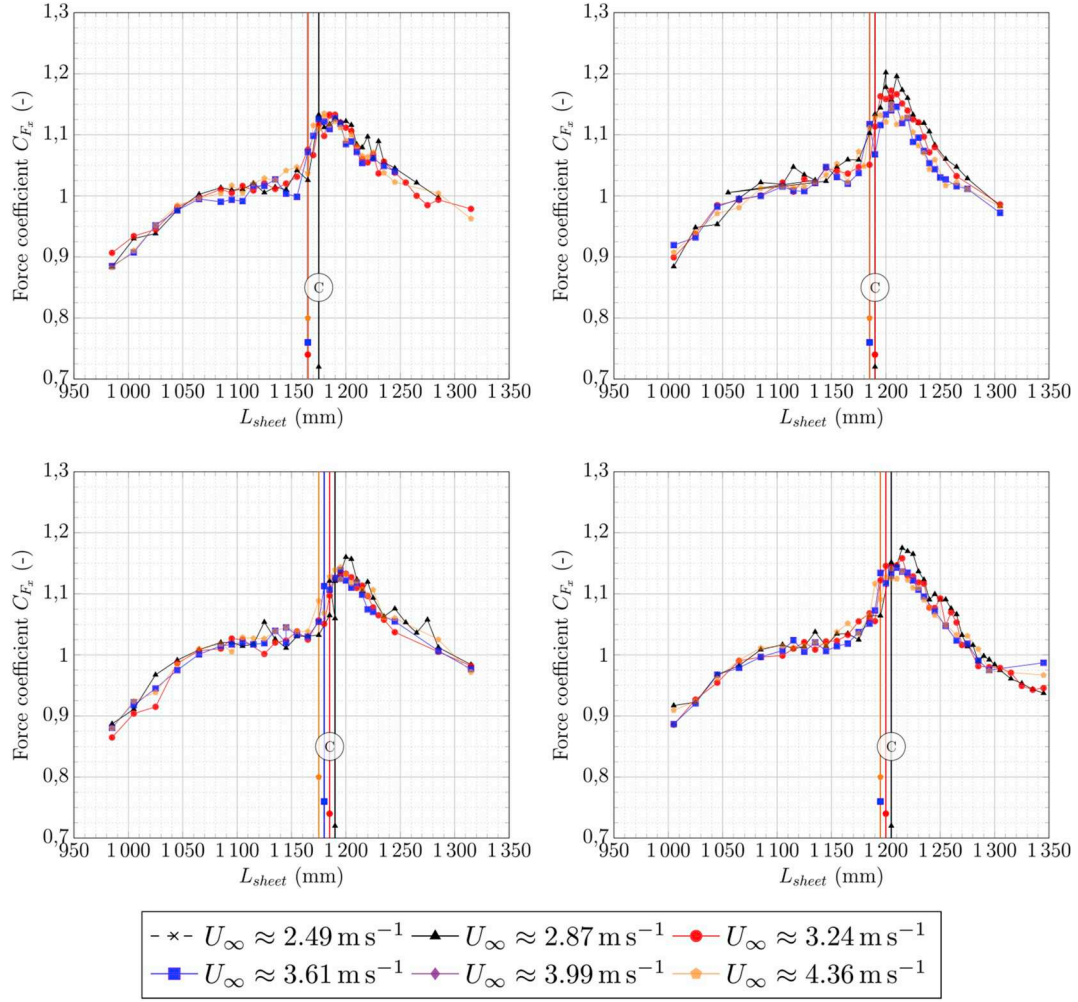 1,3
1,2
1,1
1
0,9
0,8
0,7
Force coefficient C_{F_x} (-)
C
950 1 000 1 050 1 100 1 150 1 200 1 250 1 300 1 350
L_{sheet} (mm)
1,3
1,2
1,1
1
0,9
0,8
0,7
Force coefficient C_{F_x} (-)
C
950 1 000 1 050 1 100 1 150 1 200 1 250 1 300 1 350
L_{sheet} (mm)
1,3
1,2
1,1
1
0,9
0,8
0,7
Force coefficient C_{F_x} (-)
C
950 1 000 1 050 1 100 1 150 1 200 1 250 1 300 1 350
L_{sheet} (mm)
1,3
1,2
1,1
1
0,9
0,8
0,7
Force coefficient C_{F_x} (-)
C
950 1 000 1 050 1 100 1 150 1 200 1 250 1 300 1 350
L_{sheet} (mm)
U_∞ ≈ 2.49 m s⁻¹ U_∞ ≈ 2.87 m s⁻¹ U_∞ ≈ 3.24 m s⁻¹
U_∞ ≈ 3.61 m s⁻¹ U_∞ ≈ 3.99 m s⁻¹ U_∞ ≈ 4.36 m s⁻¹